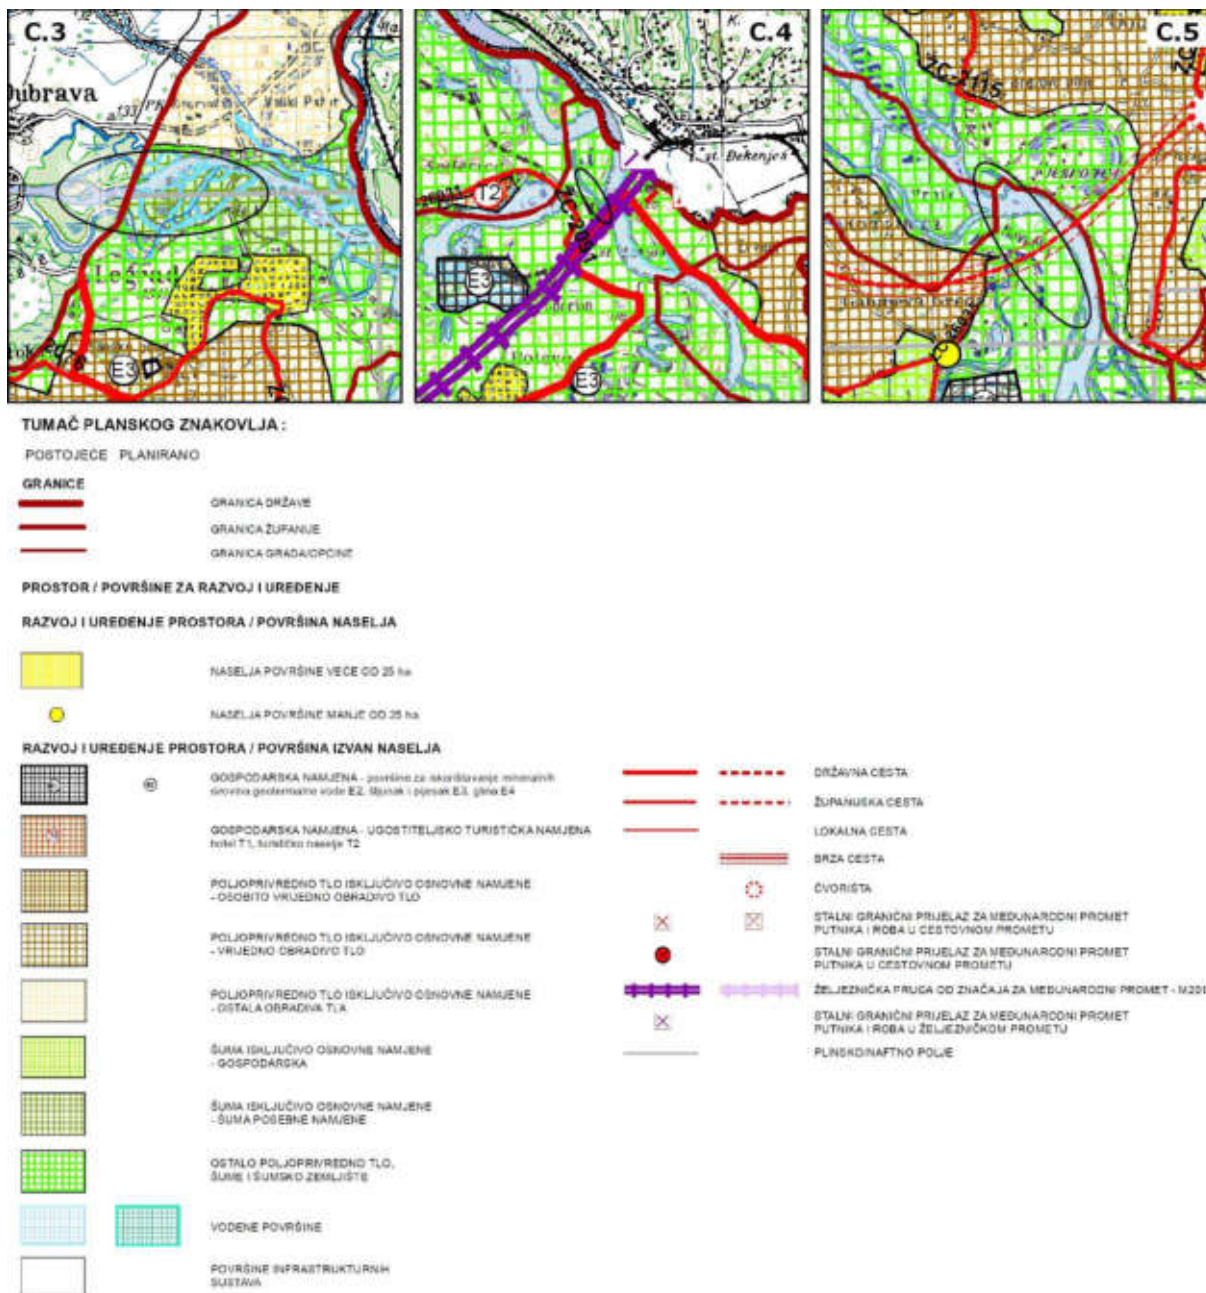 C.3
C.4
C.5
Dubrava
133
E3
T2
E3
E3
ŽC-2115
TUMAČ PLANSKOG ZNAKOVLJA :
POSTOJEĆE PLANIRANO
GRANICE
GRANICA DRŽAVE
GRANICA ŽUPANIJE
GRANICA GRADA/OPĆINE
PROSTOR / POVRŠINE ZA RAZVOJ I UREĐENJE
RAZVOJ I UREĐENJE PROSTORA / POVRŠINA NASELJA
NASELJA POVRŠINE VEĆE OD 25 ha
NASELJA POVRŠINE MANJE OD 25 ha
RAZVOJ I UREĐENJE PROSTORA / POVRŠINA IZVAN NASELJA
GOSPODARSKA NAMJENA - površine za iskorištavanje mineralnih
sirovina geotermalne vode E2, šljunak i pijesak E3, glina E4
GOSPODARSKA NAMJENA - UGOSTITELJSKO TURISTIČKA NAMJENA
hotel T1, turističko naselje T2
POLJOPRIVREDNO TLO ISKLJUČIVO OSNOVNE NAMJENE
- OSOBITO VRIJEDNO OBRADIVO TLO
POLJOPRIVREDNO TLO ISKLJUČIVO OSNOVNE NAMJENE
- VRIJEDNO OBRADIVO TLO
POLJOPRIVREDNO TLO ISKLJUČIVO OSNOVNE NAMJENE
- OSTALA OBRADIVA TLA
ŠUMA ISKLJUČIVO OSNOVNE NAMJENE
- GOSPODARSKA
ŠUMA ISKLJUČIVO OSNOVNE NAMJENE
- ŠUMA POSEBNE NAMJENE
OSTALO POLJOPRIVREDNO TLO,
ŠUME I ŠUMSKO ZEMLJIŠTE
VODENE POVRŠINE
POVRŠINE INFRASTRUKTURNIH
SUSTAVA
DRŽAVNA CESTA
ŽUPANIJSKA CESTA
LOKALNA CESTA
BRZA CESTA
ČVORIŠTA
STALNI GRANIČNI PRIJELAZ ZA MEĐUNARODNI PROMET
PUTNIKA I ROBA U CESTOVNOM PROMETU
STALNI GRANIČNI PRIJELAZ ZA MEĐUNARODNI PROMET
PUTNIKA U CESTOVNOM PROMETU
ŽELJEZNIČKA PRUGA OD ZNAČAJA ZA MEĐUNARODNI PROMET - M201
STALNI GRANIČNI PRIJELAZ ZA MEĐUNARODNI PROMET
PUTNIKA I ROBA U ŽELJEZNIČKOM PROMETU
PLINSKO/NAFTNO POLJE